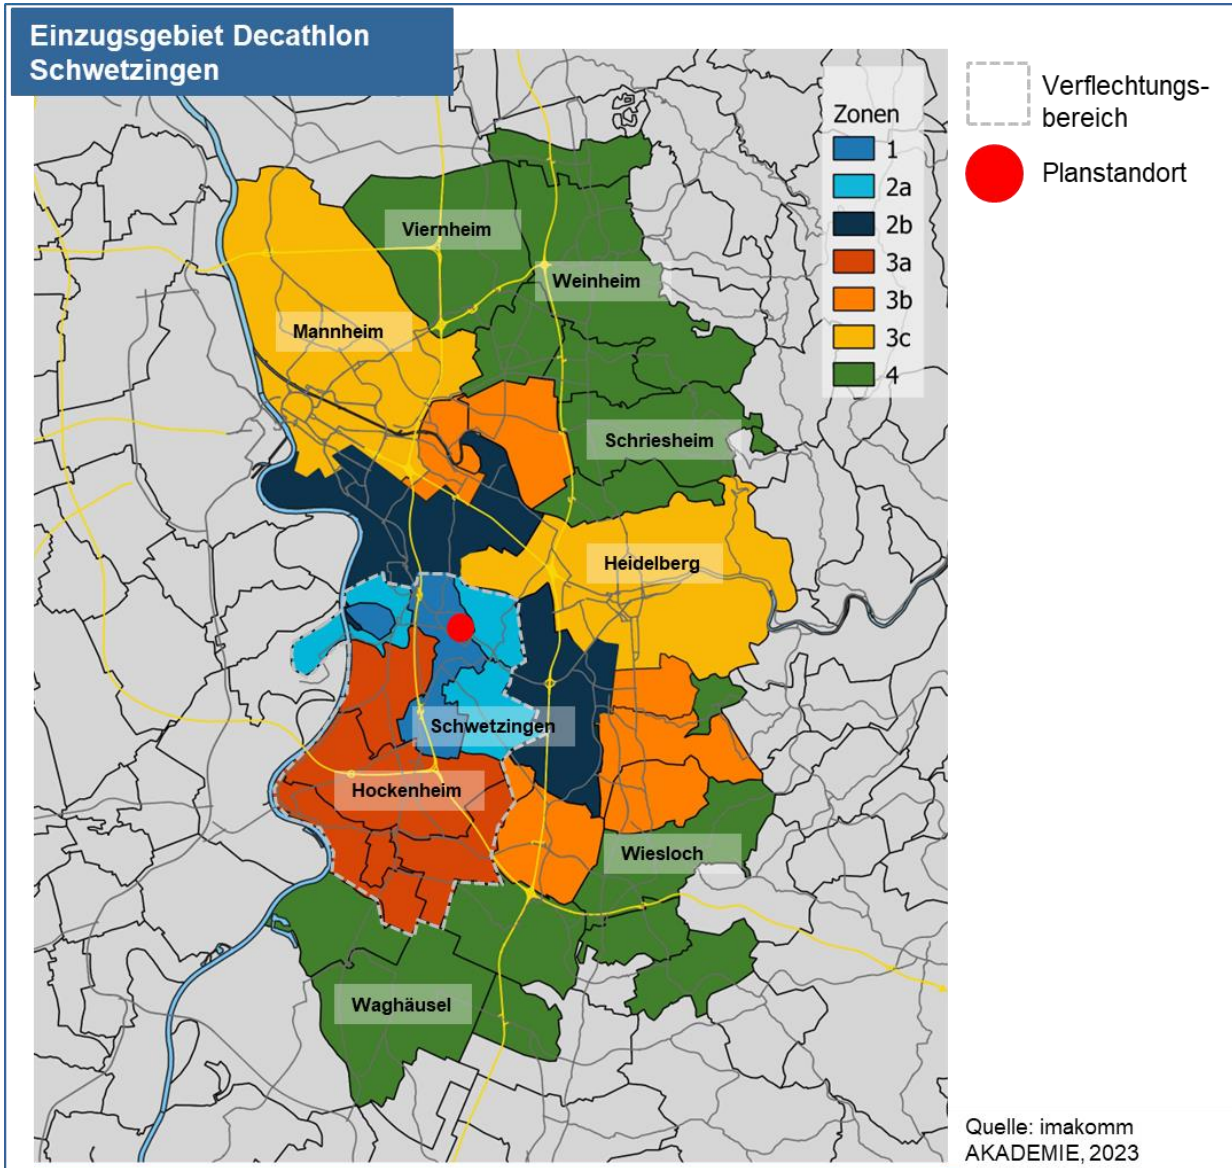 Einzugsgebiet Decathlon
Schwetzingen
Verflechtungs-
bereich
Planstandort
Zonen
1
2a
2b
3a
3b
3c
4
Viernheim
Weinheim
Mannheim
Schriesheim
Heidelberg
Schwetzingen
Hockenheim
Wiesloch
Waghäusel
Quelle: imakomm
AKADEMIE, 2023